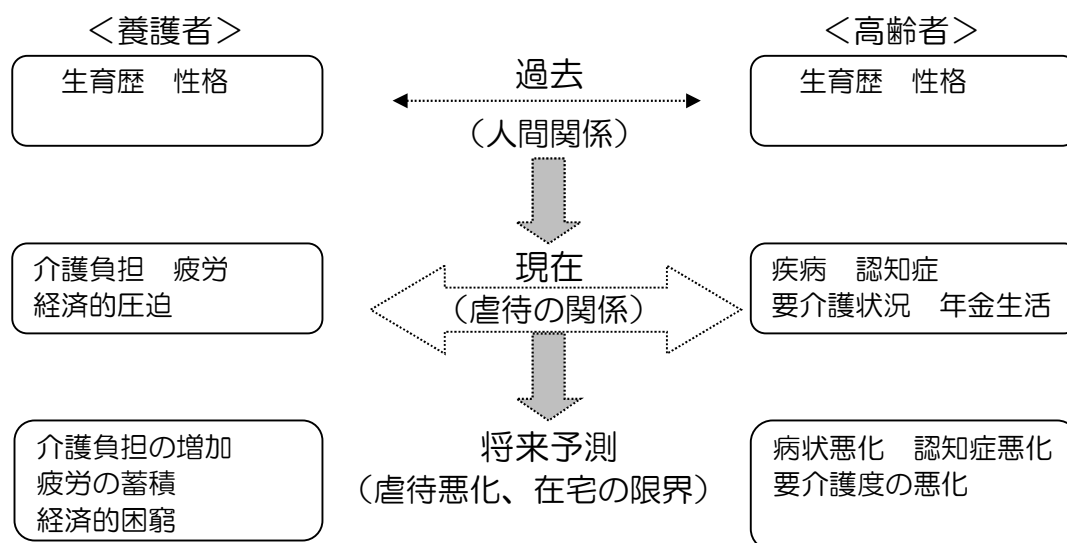 ＜養護者＞
＜高齢者＞
生育歴　性格
過去
（人間関係）
生育歴　性格
介護負担　疲労
経済的圧迫
現在
（虐待の関係）
疾病　認知症
要介護状況　年金生活
介護負担の増加
疲労の蓄積
経済的困窮
将来予測
（虐待悪化、在宅の限界）
病状悪化　認知症悪化
要介護度の悪化